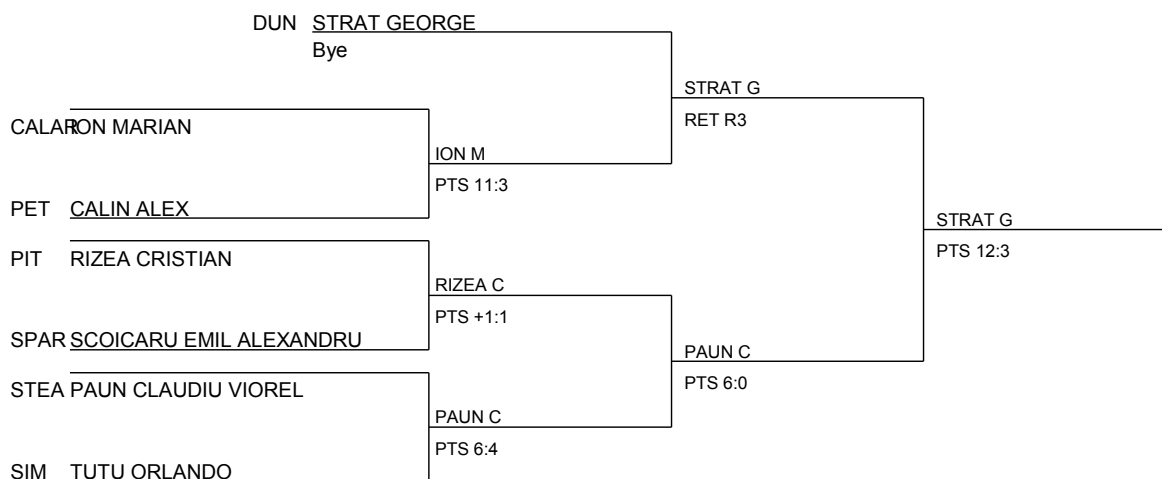 DUN STRAT GEORGE
Bye
STRAT G
RET R3
CALAR ION MARIAN
ION M
PTS 11:3
PET CALIN ALEX
STRAT G
PTS 12:3
PIT RIZEA CRISTIAN
RIZEA C
PTS +1:1
SPAR SCOICARU EMIL ALEXANDRU
PAUN C
PTS 6:0
STEA PAUN CLAUDIU VIOREL
PAUN C
PTS 6:4
SIM TUTU ORLANDO